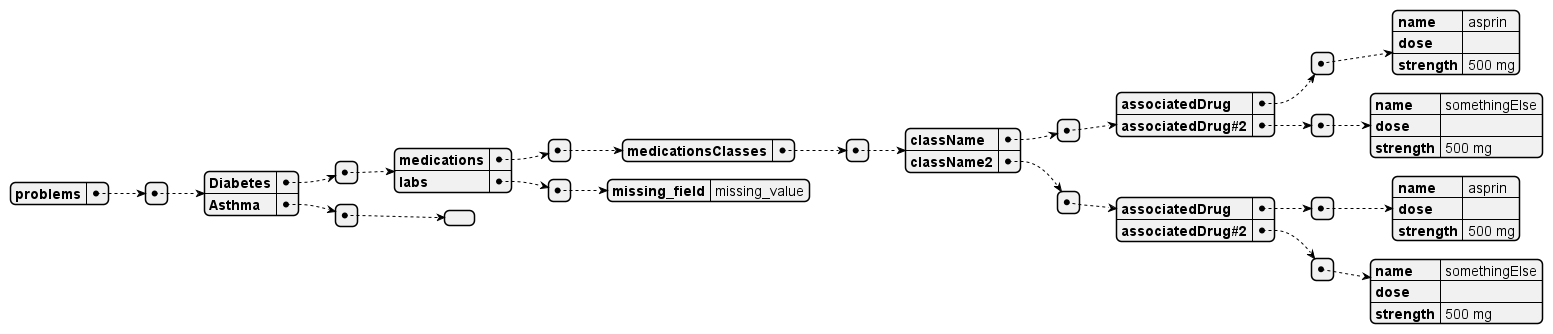 problems
Diabetes
Asthma
medications
labs
medicationsClasses
missing_field missing_value
className
className2
associatedDrug
associatedDrug#2
name asprin
dose
strength 500 mg
name somethingElse
dose
strength 500 mg
associatedDrug
associatedDrug#2
name asprin
dose
strength 500 mg
name somethingElse
dose
strength 500 mg